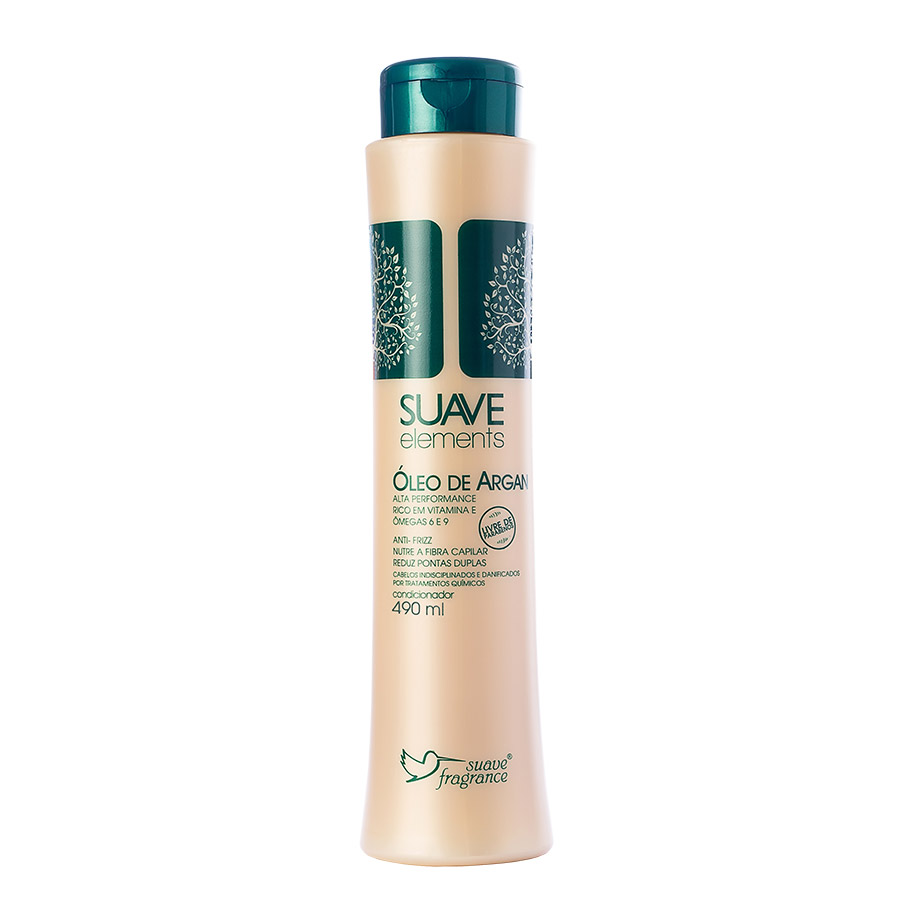 SUAVE
elements
ÓLEO DE ARGAN
ALTA PERFORMANCE
RICO EM VITAMINA E
ÔMEGAS 6 E 9
LIVRE DE
PARABENOS
ANTI- FRIZZ
NUTRE A FIBRA CAPILAR
REDUZ PONTAS DUPLAS
CABELOS INDISCIPLINADOS E DANIFICADOS
POR TRATAMENTOS QUÍMICOS
condicionador
490 ml
suave®
fragrance